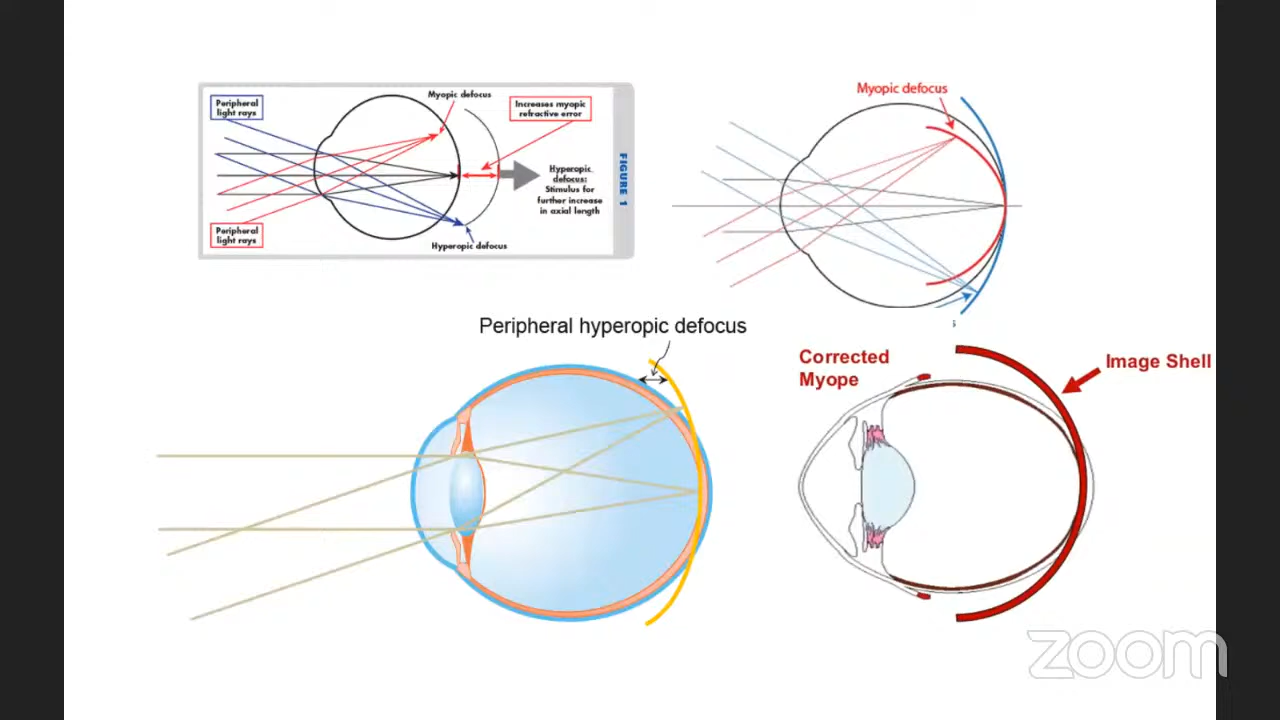 Peripheral
light rays
Myopic defocus
Increases myopic
refractive error
Hyperopic
defocus:
Stimulus for
further increase
in axial length
FIGURE 1
Peripheral
light rays
Hyperopic defocus
Myopic defocus
Peripheral hyperopic defocus
Corrected
Myope
Image Shell
zoom